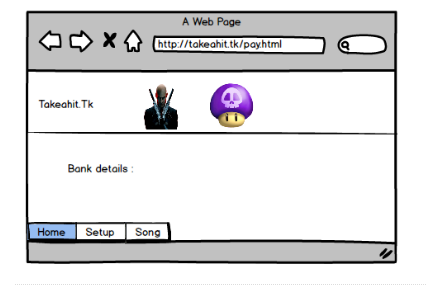 A Web Page
http://takeahit.tk/pay.html
Takeahit.Tk
Bank details :
Home Setup Song